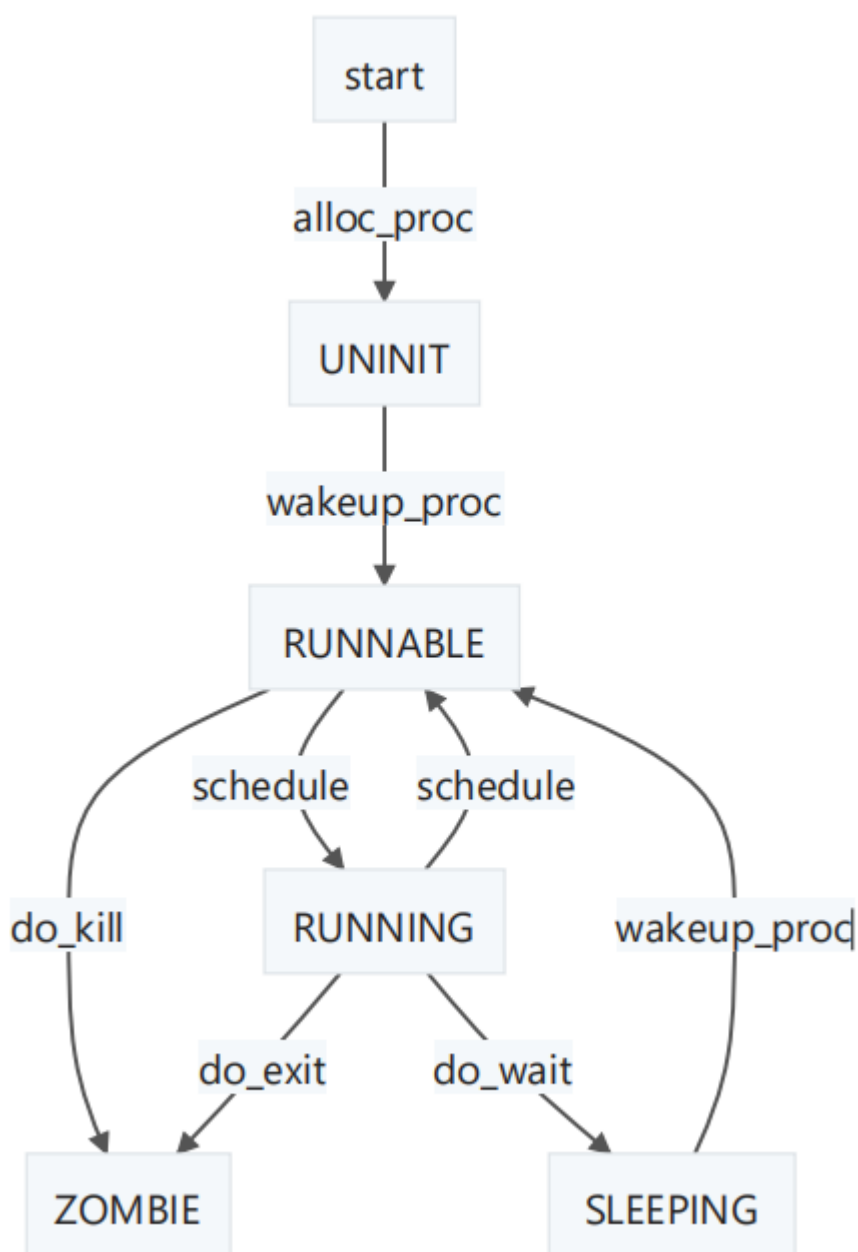 start
alloc_proc
UNINIT
wakeup_proc
RUNNABLE
schedule
schedule
do_kill
RUNNING
wakeup_proc
do_exit
do_wait
ZOMBIE
SLEEPING